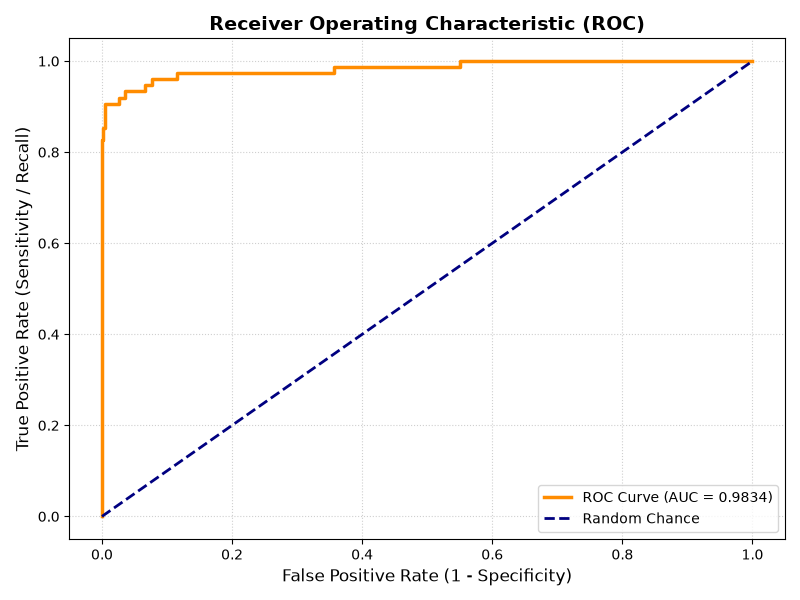 Receiver Operating Characteristic (ROC)
True Positive Rate (Sensitivity / Recall)
1.0
0.8
0.6
0.4
0.2
0.0
ROC Curve (AUC = 0.9834)
Random Chance
0.0 0.2 0.4 0.6 0.8 1.0
False Positive Rate (1 - Specificity)